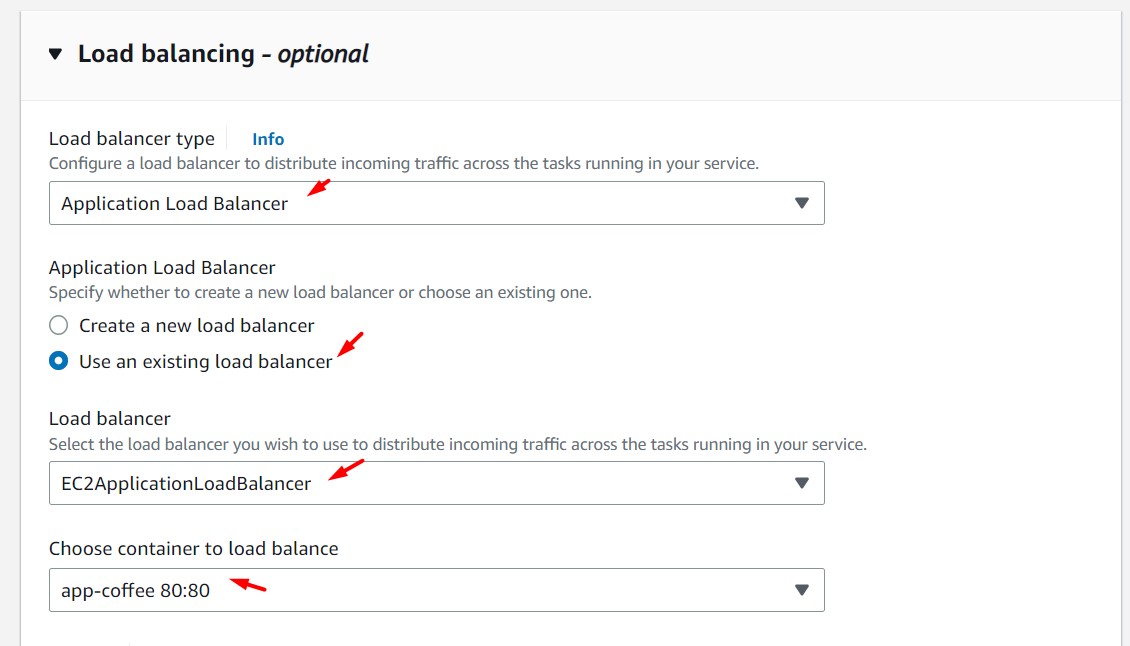 Load balancing - optional
Load balancer type
Info
Configure a load balancer to distribute incoming traffic across the tasks running in your service.
Application Load Balancer
Application Load Balancer
Specify whether to create a new load balancer or choose an existing one.
Create a new load balancer
Use an existing load balancer
Load balancer
Select the load balancer you wish to use to distribute incoming traffic across the tasks running in your service.
EC2ApplicationLoadBalancer
Choose container to load balance
app-coffee 80:80